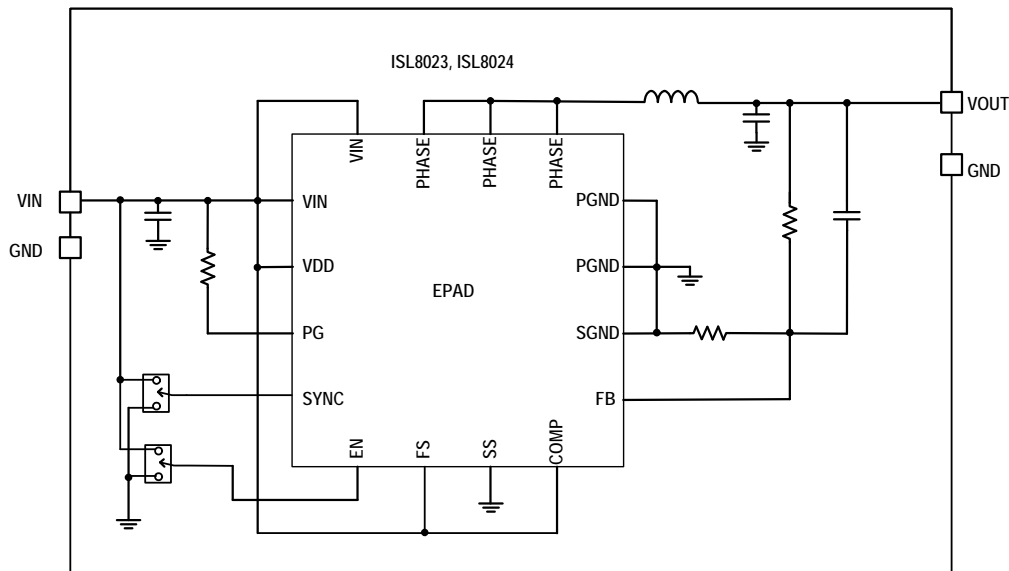 ISL8023, ISL8024
VOUT
GND
VIN
GND
VIN
PHASE
PHASE
PHASE
VIN
VDD
PG
SYNC
EPAD
PGND
PGND
SGND
FB
EN
FS
SS
COMP